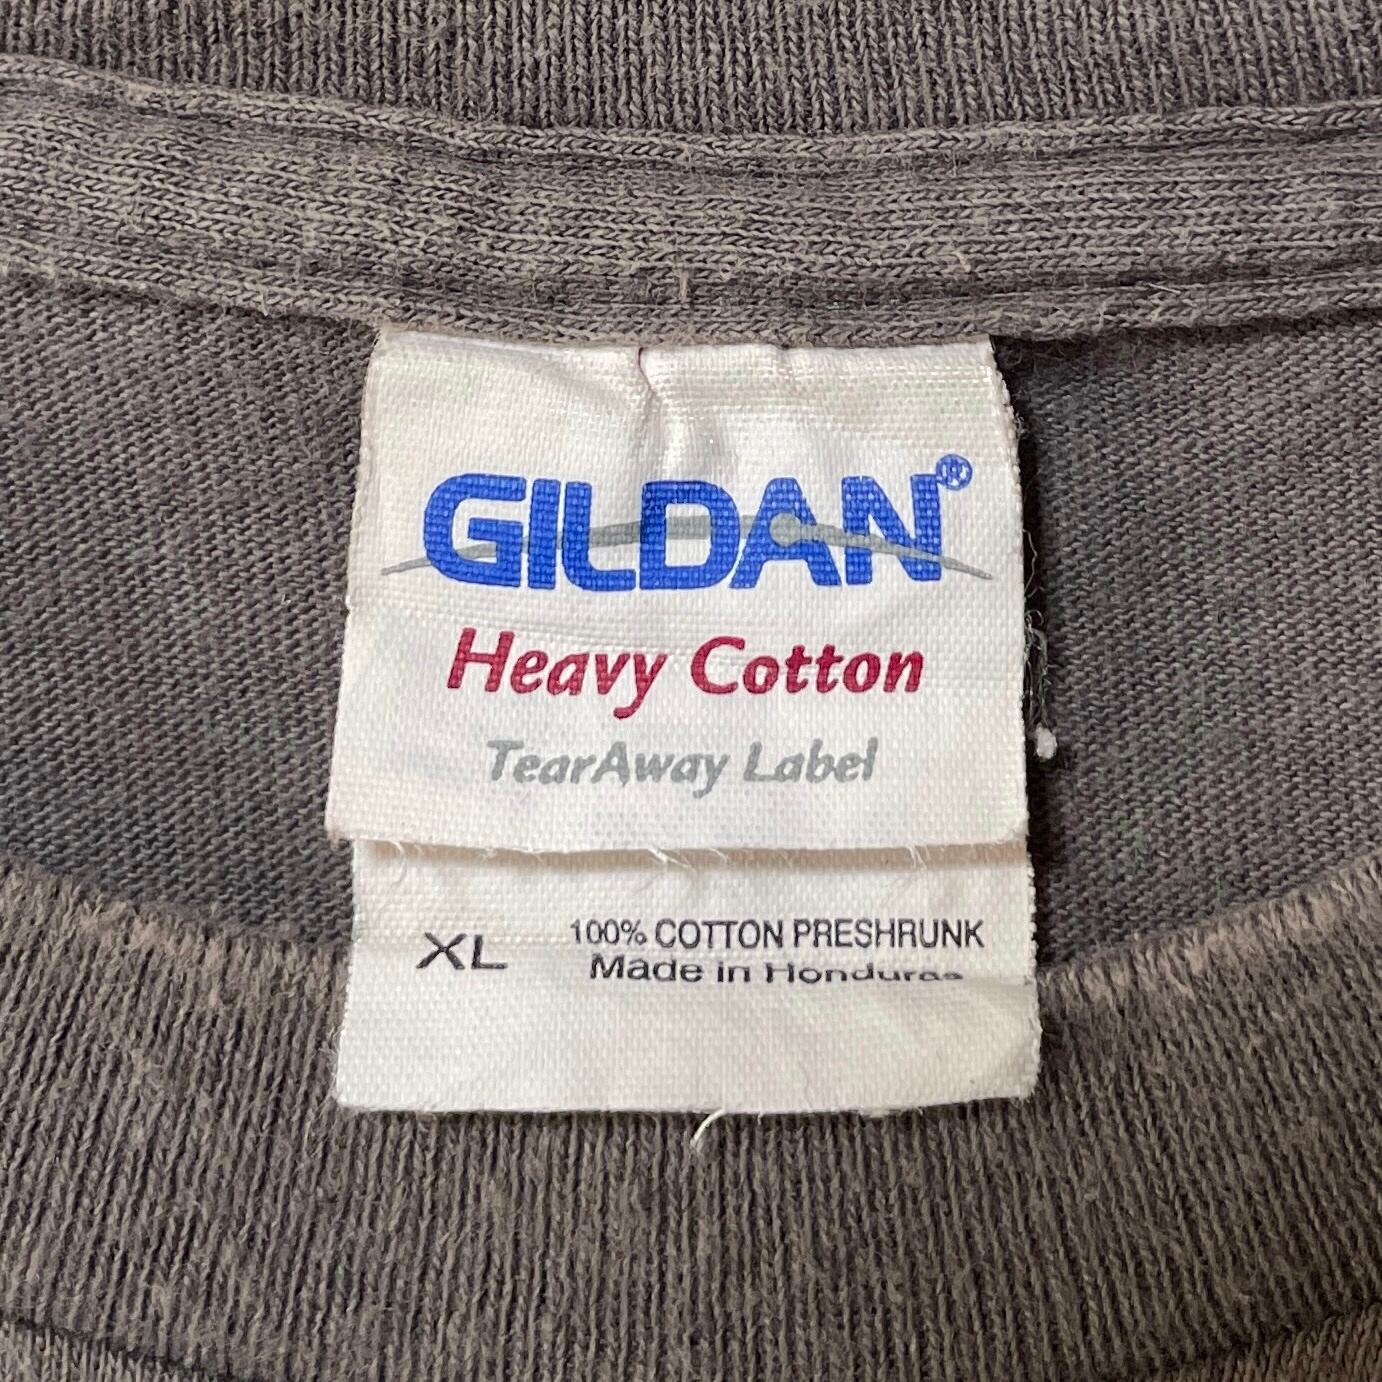 GILDAN®
Heavy Cotton
TearAway Label
XL
100% COTTON PRESHRUNK
Made in Honduras